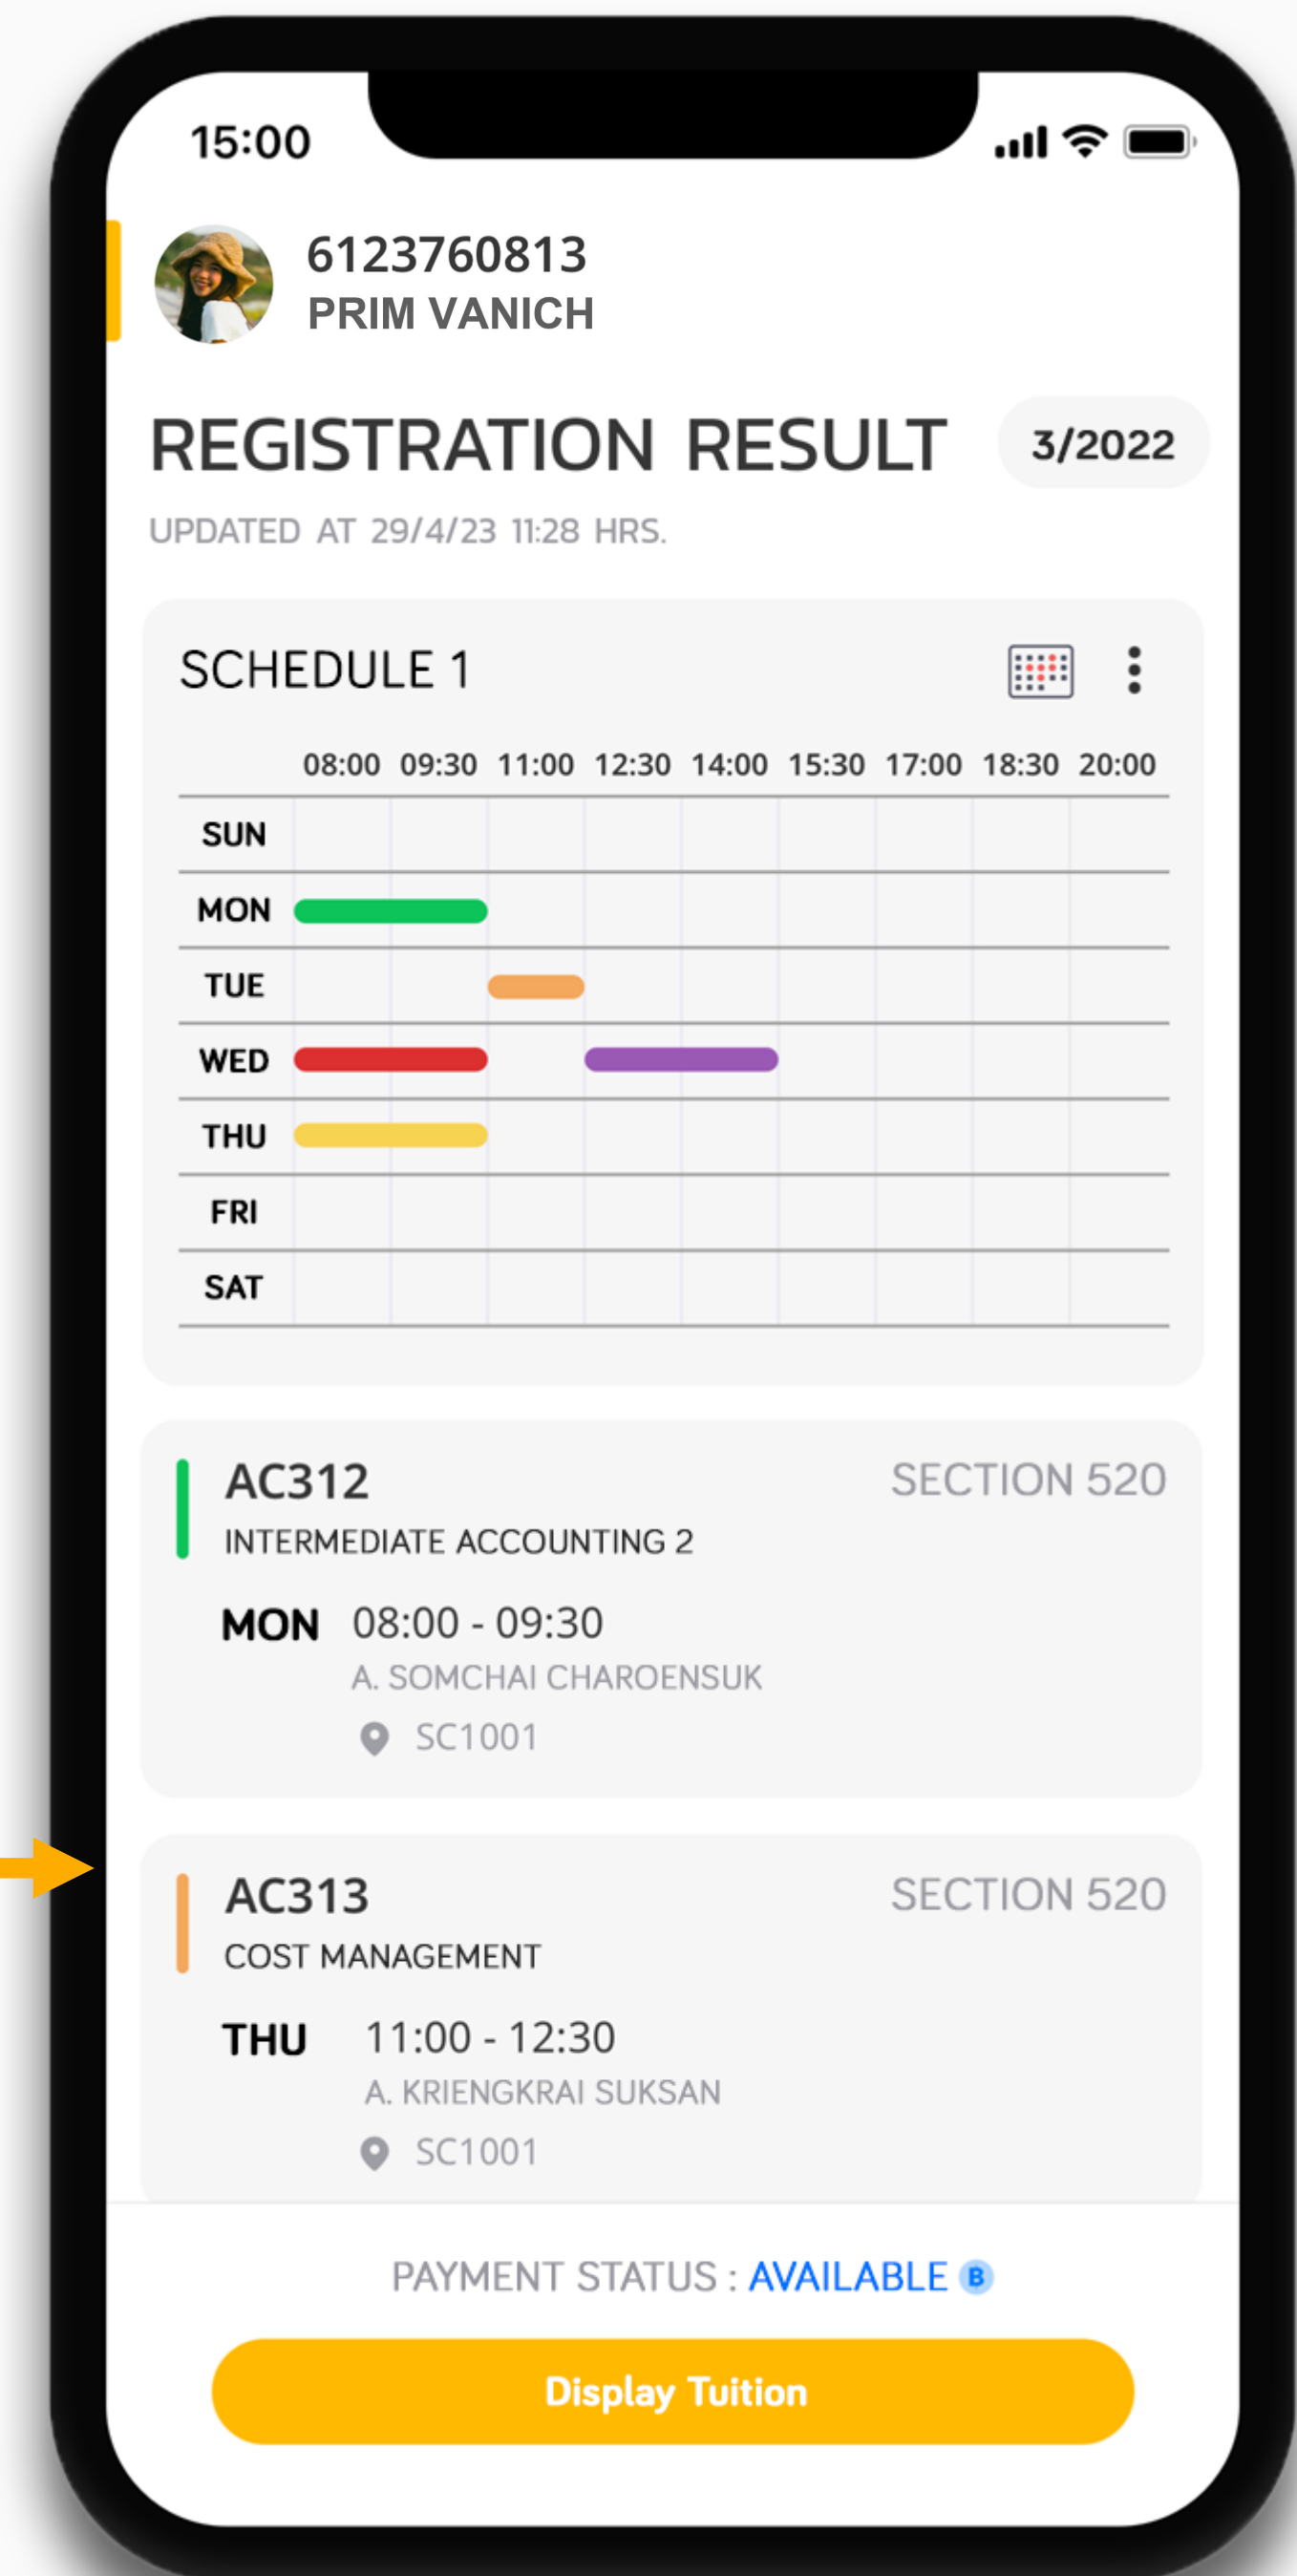 15:00
6123760813
PRIM VANICH
REGISTRATION RESULT 3/2022
UPDATED AT 29/4/23 11:28 HRS.
SCHEDULE 1
08:00 09:30 11:00 12:30 14:00 15:30 17:00 18:30 20:00
SUN
MON
TUE
WED
THU
FRI
SAT
AC312 SECTION 520
INTERMEDIATE ACCOUNTING 2
MON 08:00 - 09:30
A. SOMCHAI CHAROENSUK
SC1001
AC313 SECTION 520
COST MANAGEMENT
THU 11:00 - 12:30
A. KRIENGKRAI SUKSAN
SC1001
PAYMENT STATUS : AVAILABLE B
Display Tuition